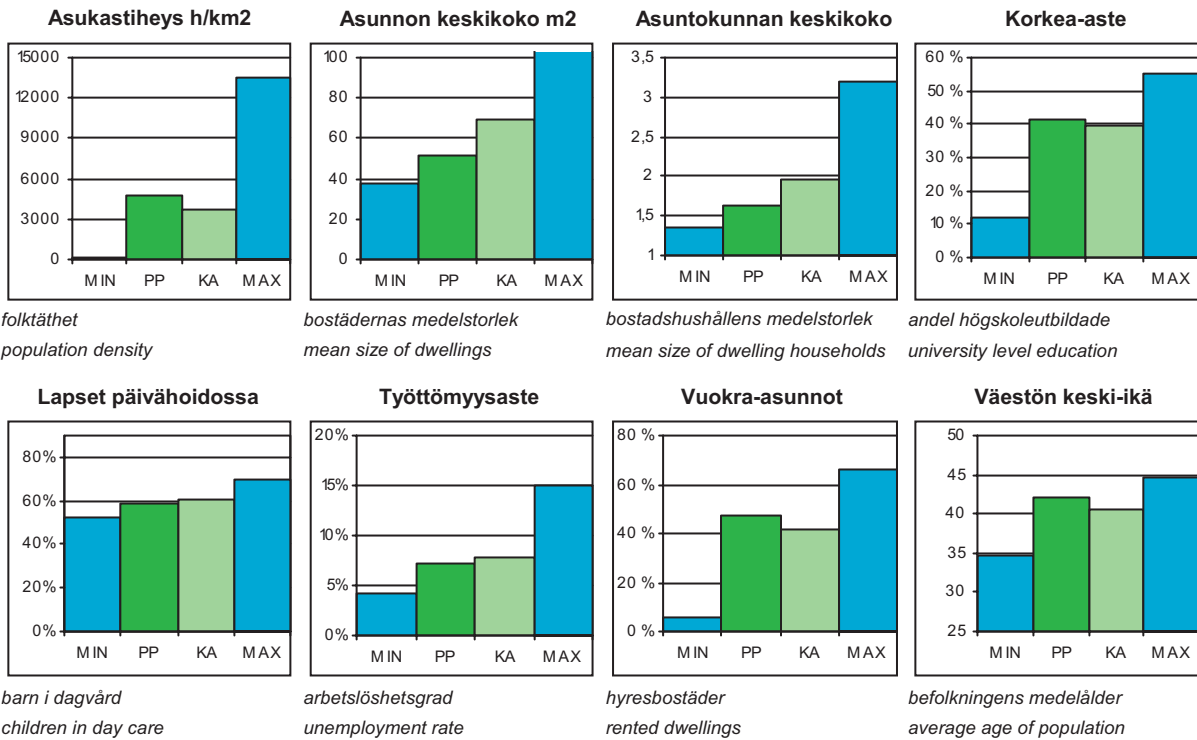 Asukastiheys h/km2
15000
12000
9000
6000
3000
0
MIN PP KA MAX
folktäthet
population density
Asunnon keskikoko m2
100
80
60
40
20
0
MIN PP KA MAX
bostädernas medelstorlek
mean size of dwellings
Asuntokunnan keskikoko
3,5
3
2,5
2
1,5
1
MIN PP KA MAX
bostadshushållens medelstorlek
mean size of dwelling households
Korkea-aste
60 %
50 %
40 %
30 %
20 %
10 %
0 %
MIN PP KA MAX
andel högskoleutbildade
university level education
Lapset päivähoidossa
80%
60%
40%
20%
0%
MIN PP KA MAX
barn i dagvård
children in day care
Työttömyysaste
20%
15%
10%
5%
0%
MIN PP KA MAX
arbetslöshetsgrad
unemployment rate
Vuokra-asunnot
80 %
60 %
40 %
20 %
0 %
MIN PP KA MAX
hyresbostäder
rented dwellings
Väestön keski-ikä
50
45
40
35
30
25
MIN PP KA MAX
befolkningens medelålder
average age of population